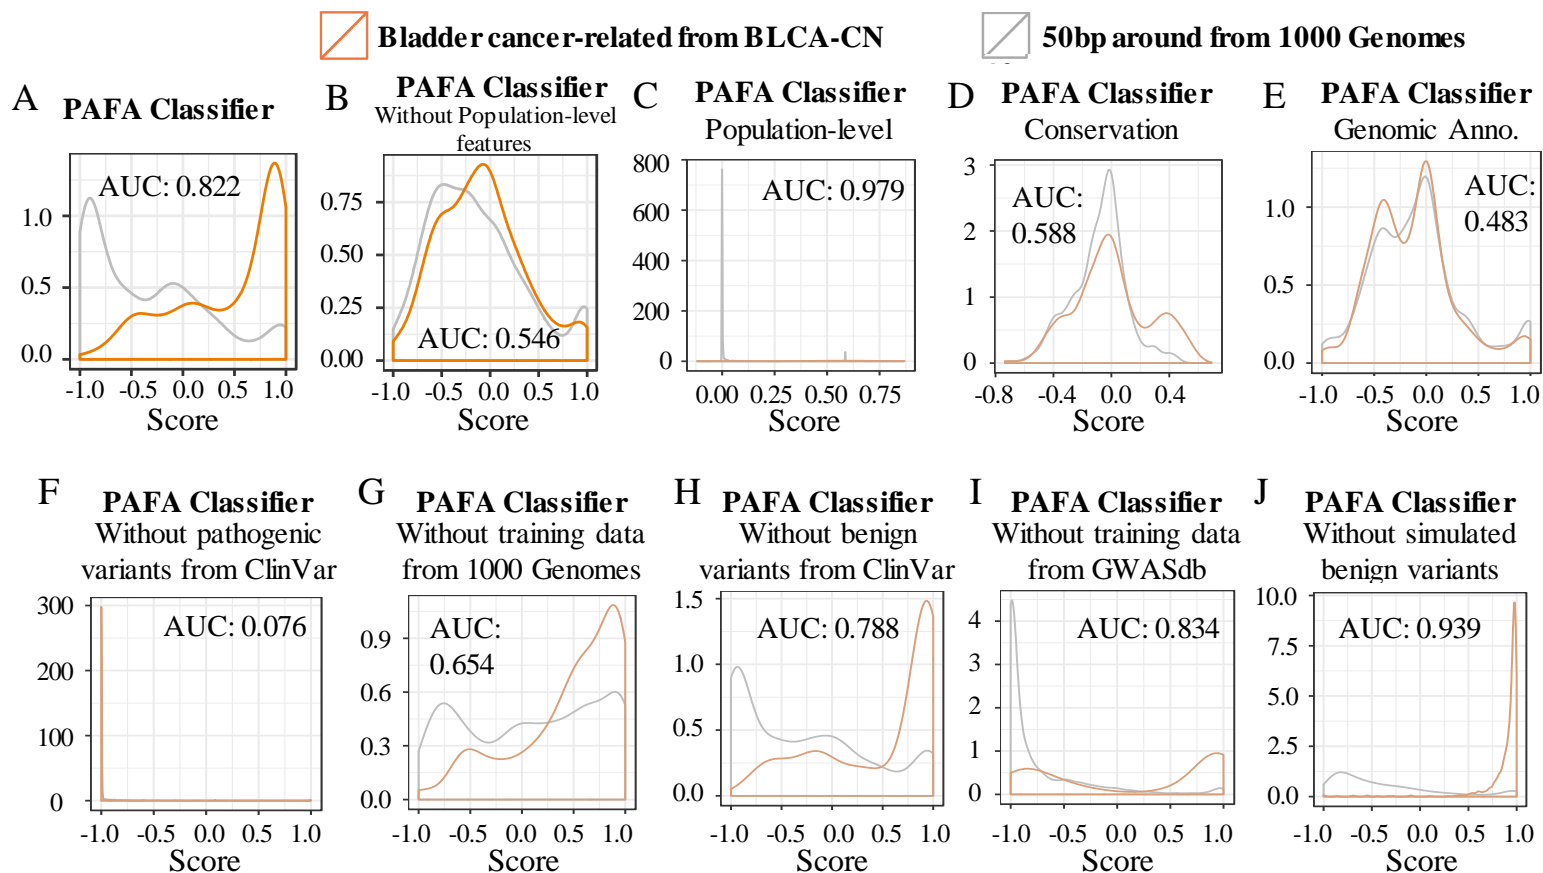 Bladder cancer-related from BLCA-CN
50bp around from 1000 Genomes
A
PAFA Classifier
AUC: 0.822
1.0
0.5
0.0
-1.0 -0.5 0.0 0.5 1.0
Score
B
PAFA Classifier
Without Population-level
features
0.75
0.50
0.25
0.00
AUC: 0.546
-1.0 -0.5 0.0 0.5 1.0
Score
C
PAFA Classifier
Population-level
800
600
400
200
0
AUC: 0.979
0.00 0.25 0.50 0.75
Score
D
PAFA Classifier
Conservation
3
2
1
0
AUC:
0.588
-0.8 -0.4 0.0 0.4
Score
E
PAFA Classifier
Genomic Anno.
1.0
0.5
0.0
AUC:
0.483
-1.0 -0.5 0.0 0.5 1.0
Score
F
PAFA Classifier
Without pathogenic
variants from ClinVar
300
200
100
0
AUC: 0.076
-1.0 -0.5 0.0 0.5 1.0
Score
G
PAFA Classifier
Without training data
from 1000 Genomes
0.9
0.6
0.3
0.0
AUC:
0.654
-1.0 -0.5 0.0 0.5 1.0
Score
H
PAFA Classifier
Without benign
variants from ClinVar
1.5
1.0
0.5
0.0
AUC: 0.788
-1.0 -0.5 0.0 0.5 1.0
Score
I
PAFA Classifier
Without training data
from GWASdb
4
3
2
1
0
AUC: 0.834
-1.0 -0.5 0.0 0.5 1.0
Score
J
PAFA Classifier
Without simulated
benign variants
10.0
7.5
5.0
2.5
0.0
AUC: 0.939
-1.0 -0.5 0.0 0.5 1.0
Score